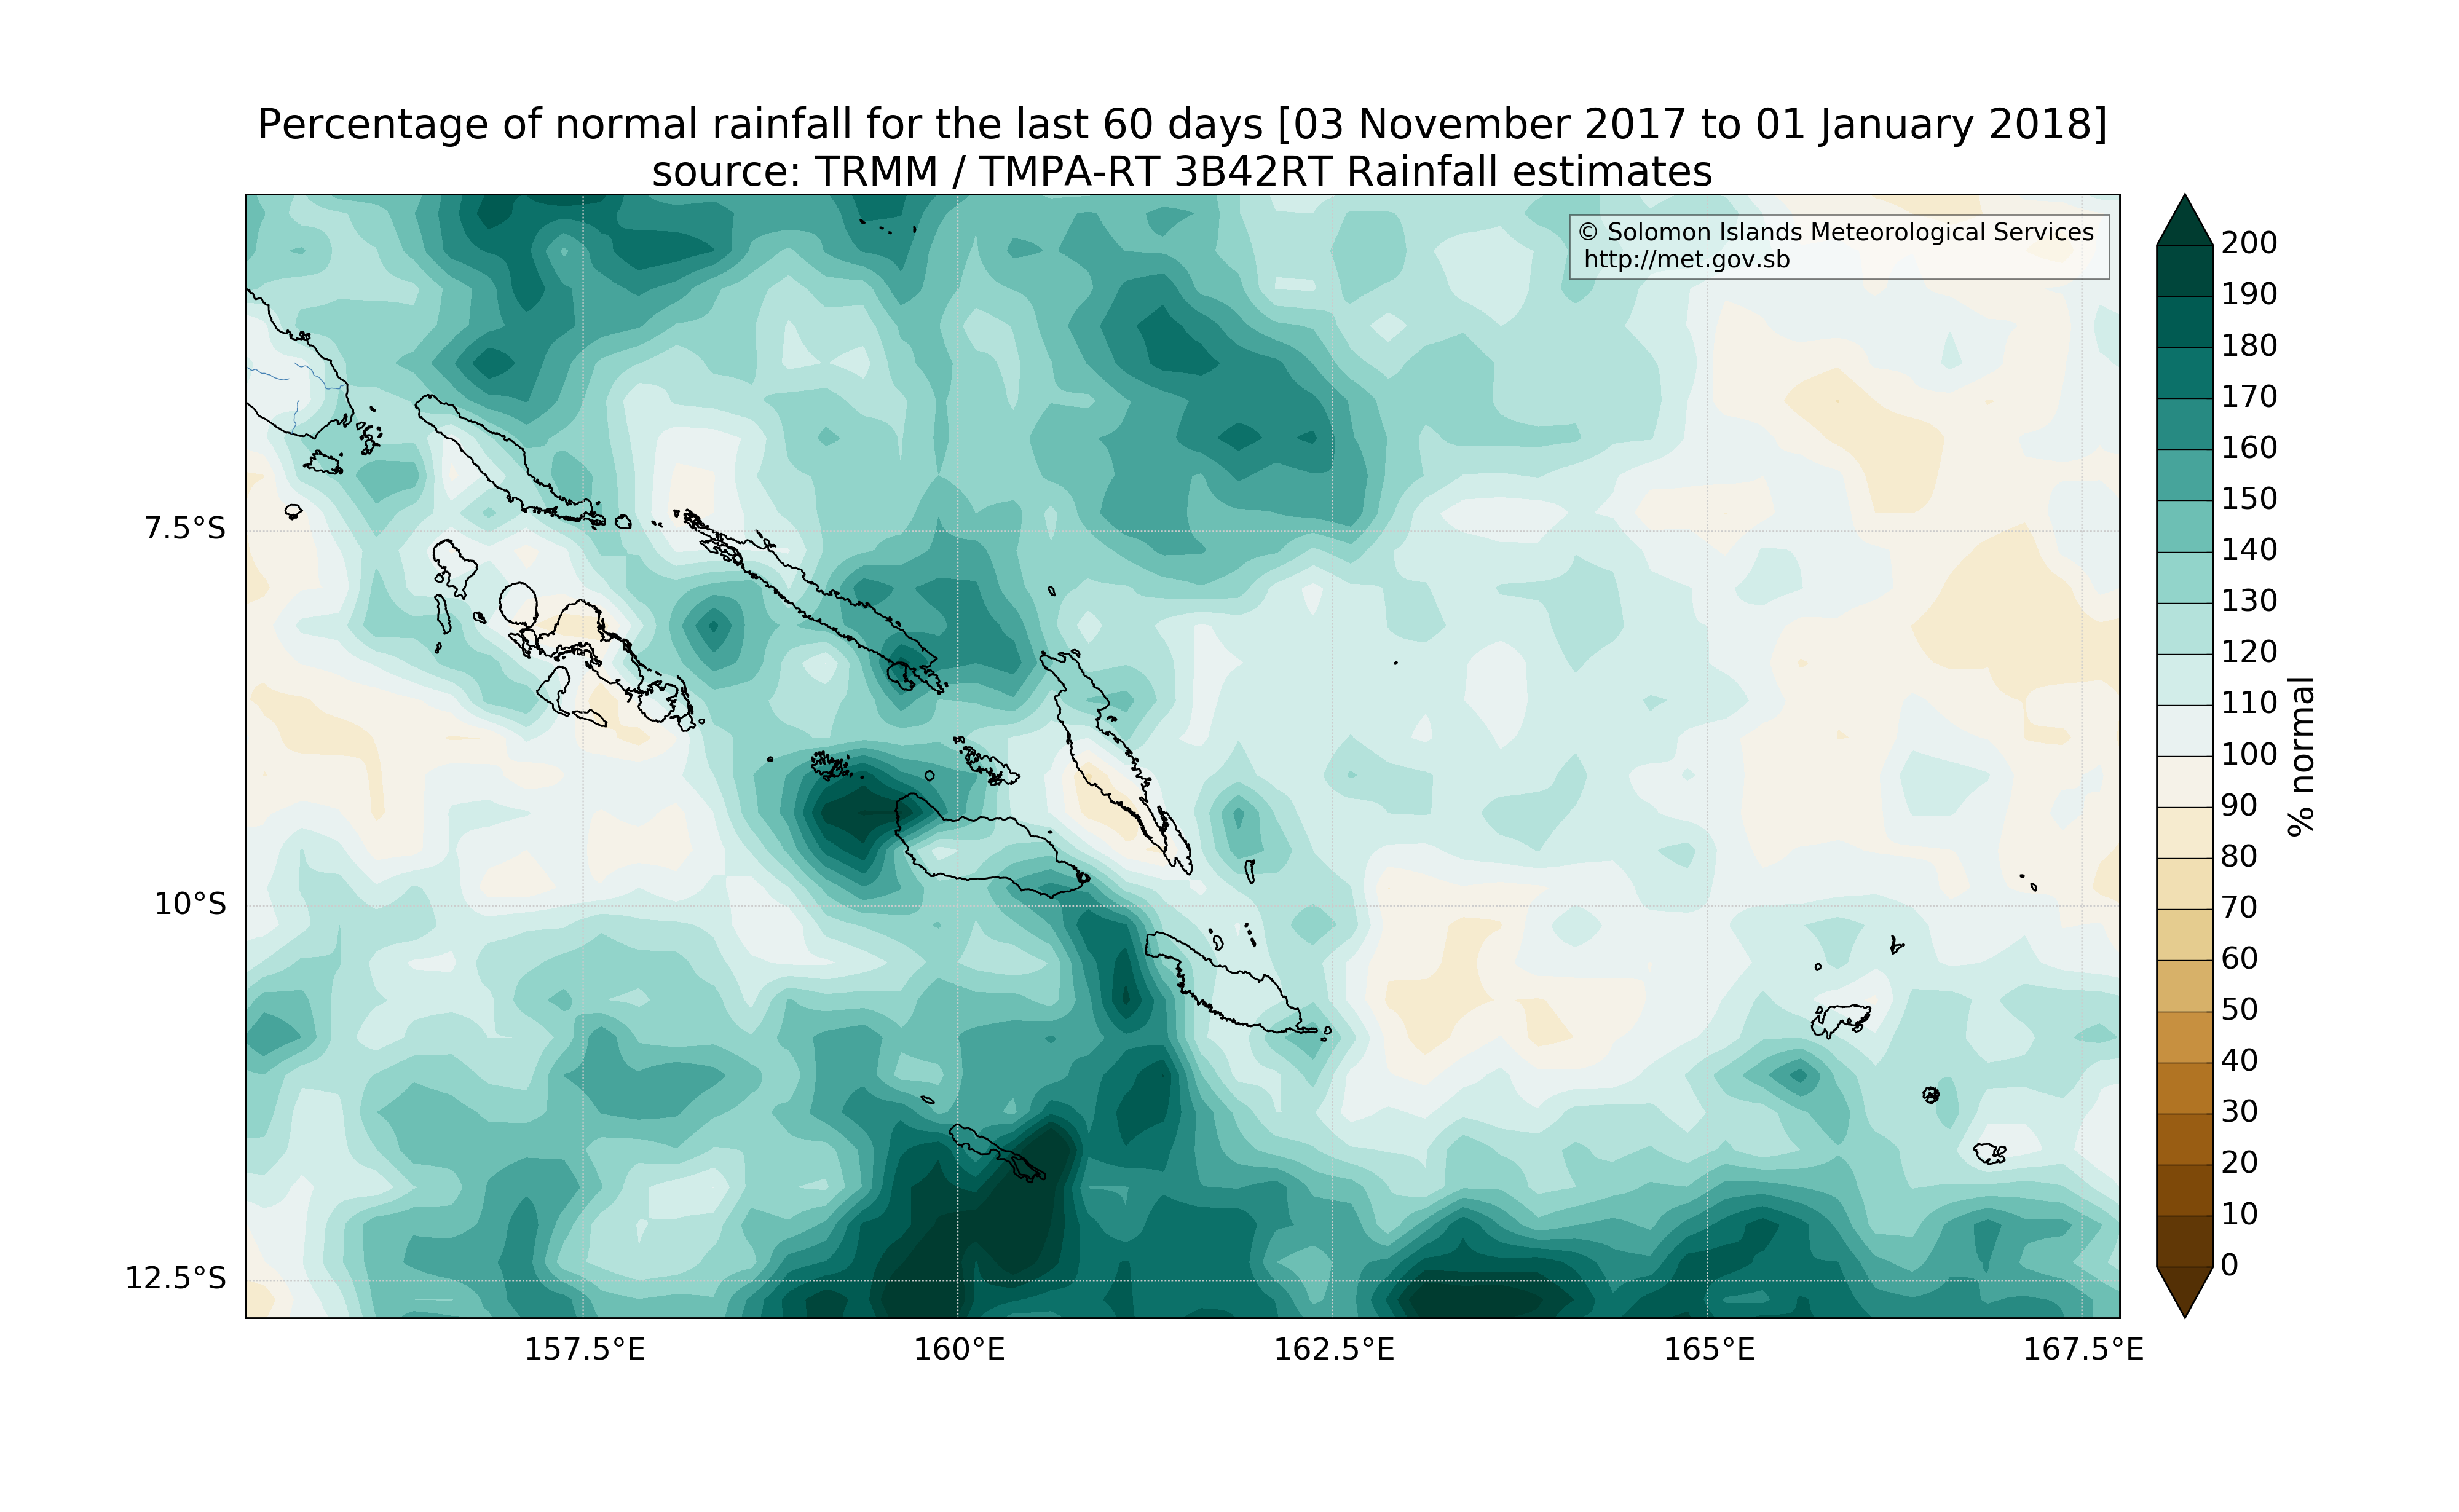 Percentage of normal rainfall for the last 60 days [03 November 2017 to 01 January 2018]
source: TRMM / TMPA-RT 3B42RT Rainfall estimates
© Solomon Islands Meteorological Services
http://met.gov.sb
7.5°S
10°S
12.5°S
157.5°E
160°E
162.5°E
165°E
167.5°E
200
190
180
170
160
150
140
130
120
110
100
90
80
70
60
50
40
30
20
10
0
% normal